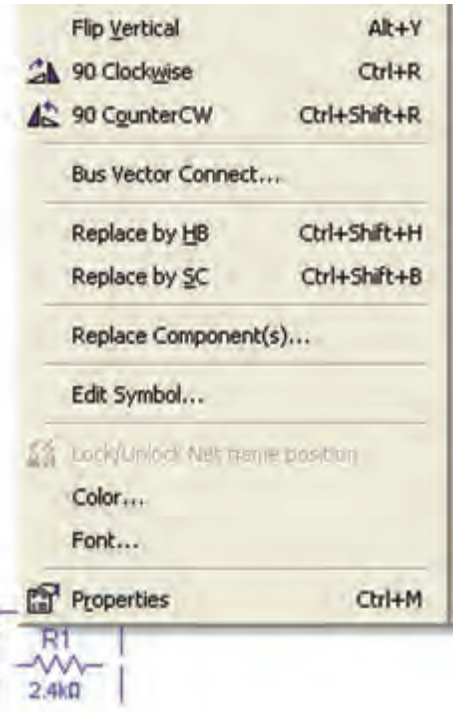 Flip Vertical Alt+Y
90 Clockwise Ctrl+R
90 CounterCW Ctrl+Shift+R
Bus Vector Connect...
Replace by HB Ctrl+Shift+H
Replace by SC Ctrl+Shift+B
Replace Component(s)...
Edit Symbol...
Lock/Unlock Net name position
Color...
Font...
Properties Ctrl+M
R1
2.4kΩ